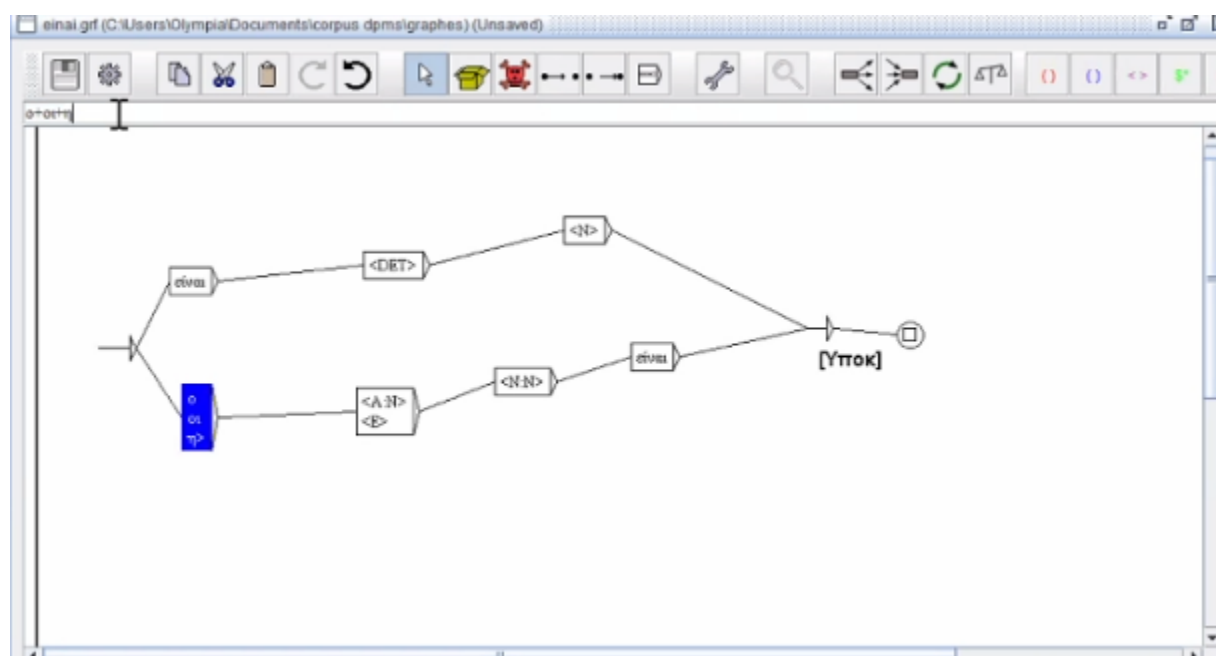 einai.grf (C:\Users\Olympia\Documents\corpus dpms\graphes) (Unsaved)
( )
( )
< >
$*
ο+οι+η
<N>
<DET>
είναι
[Υποκ]
είναι
<N:N>
<A:N>
<E>
ο
οι
η>